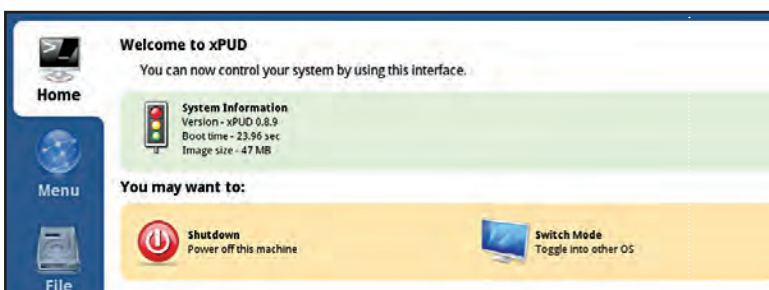 Welcome to xPUD
You can now control your system by using this interface.
Home
System Information
Version - xPUD 0.8.9
Boot time - 23.96 sec
Image size - 47 MB
Menu
You may want to:
Shutdown
Power off this machine
Switch Mode
Toggle into other OS
File